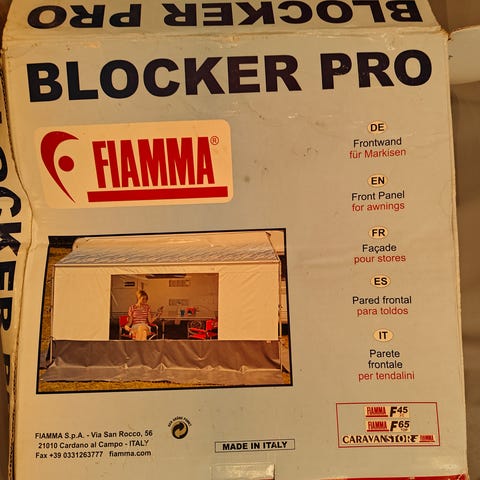 BLOCKER PRO
BLOCKER PRO
FIAMMA®
DE
Frontwand
für Markisen
EN
Front Panel
for awnings
FR
Façade
pour stores
ES
Pared frontal
para toldos
IT
Parete
frontale
per tendalini
FIAMMA S.p.A. - Via San Rocco, 56
21010 Cardano al Campo - ITALY
Fax +39 0331263777 fiamma.com
MADE IN ITALY
FIAMMA F45
FIAMMA F65
CARAVANSTORE FIAMMA